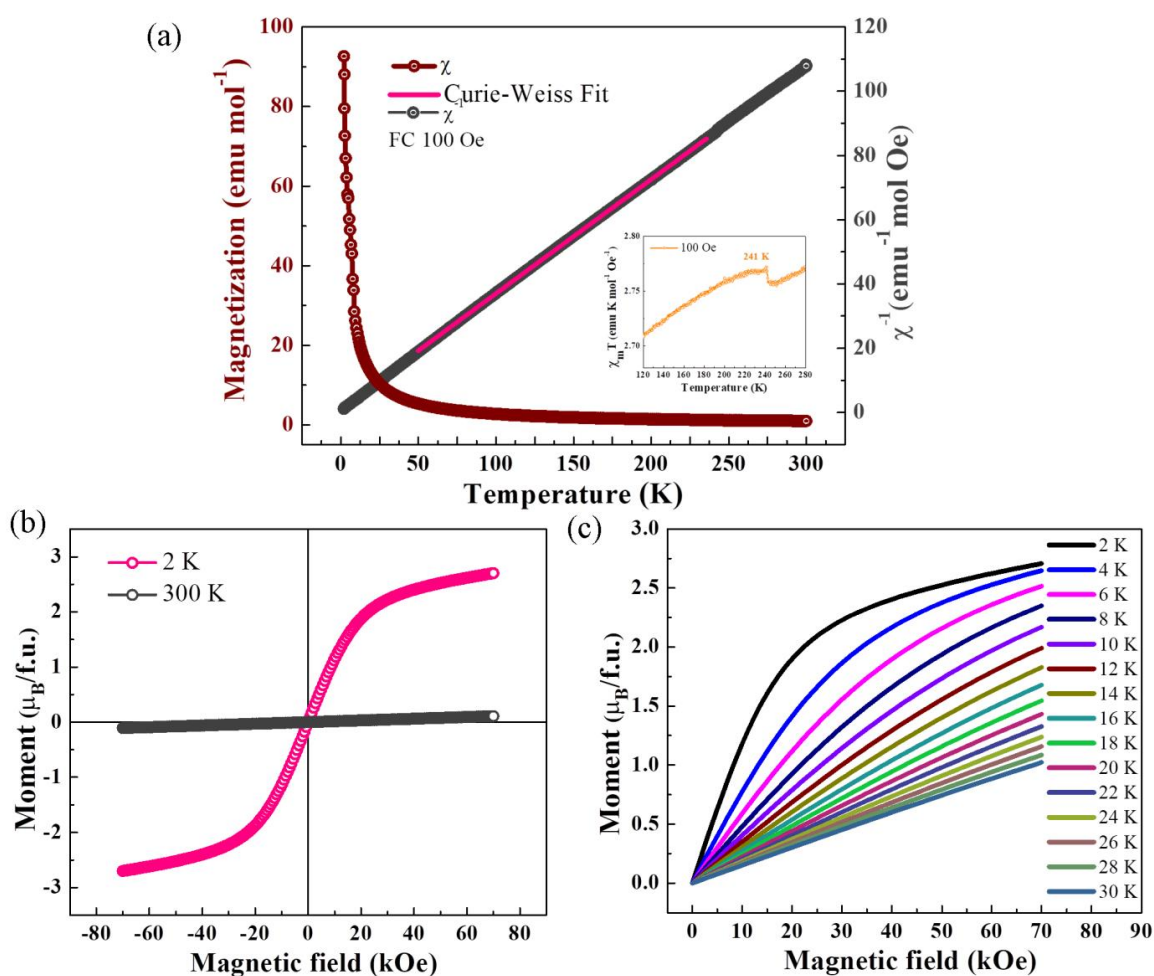 (a)
Magnetization (emu mol⁻¹)
100
80
60
40
20
0
χ
Curie-Weiss Fit
χ⁻¹
FC 100 Oe
120
100
80
60
40
20
0
χ⁻¹ (emu⁻¹ mol Oe)
0 50 100 150 200 250 300
Temperature (K)
χₘT (emu K mol⁻¹ Oe⁻¹)
2.80
2.75
2.70
100 Oe
241 K
120 140 160 180 200 220 240 260 280
Temperature (K)
(b)
Moment (μB/f.u.)
3
2
1
0
-1
-2
-3
2 K
300 K
-80 -60 -40 -20 0 20 40 60 80
Magnetic field (kOe)
(c)
Moment (μB/f.u.)
3.0
2.5
2.0
1.5
1.0
0.5
0.0
2 K
4 K
6 K
8 K
10 K
12 K
14 K
16 K
18 K
20 K
22 K
24 K
26 K
28 K
30 K
0 10 20 30 40 50 60 70 80 90
Magnetic field (kOe)